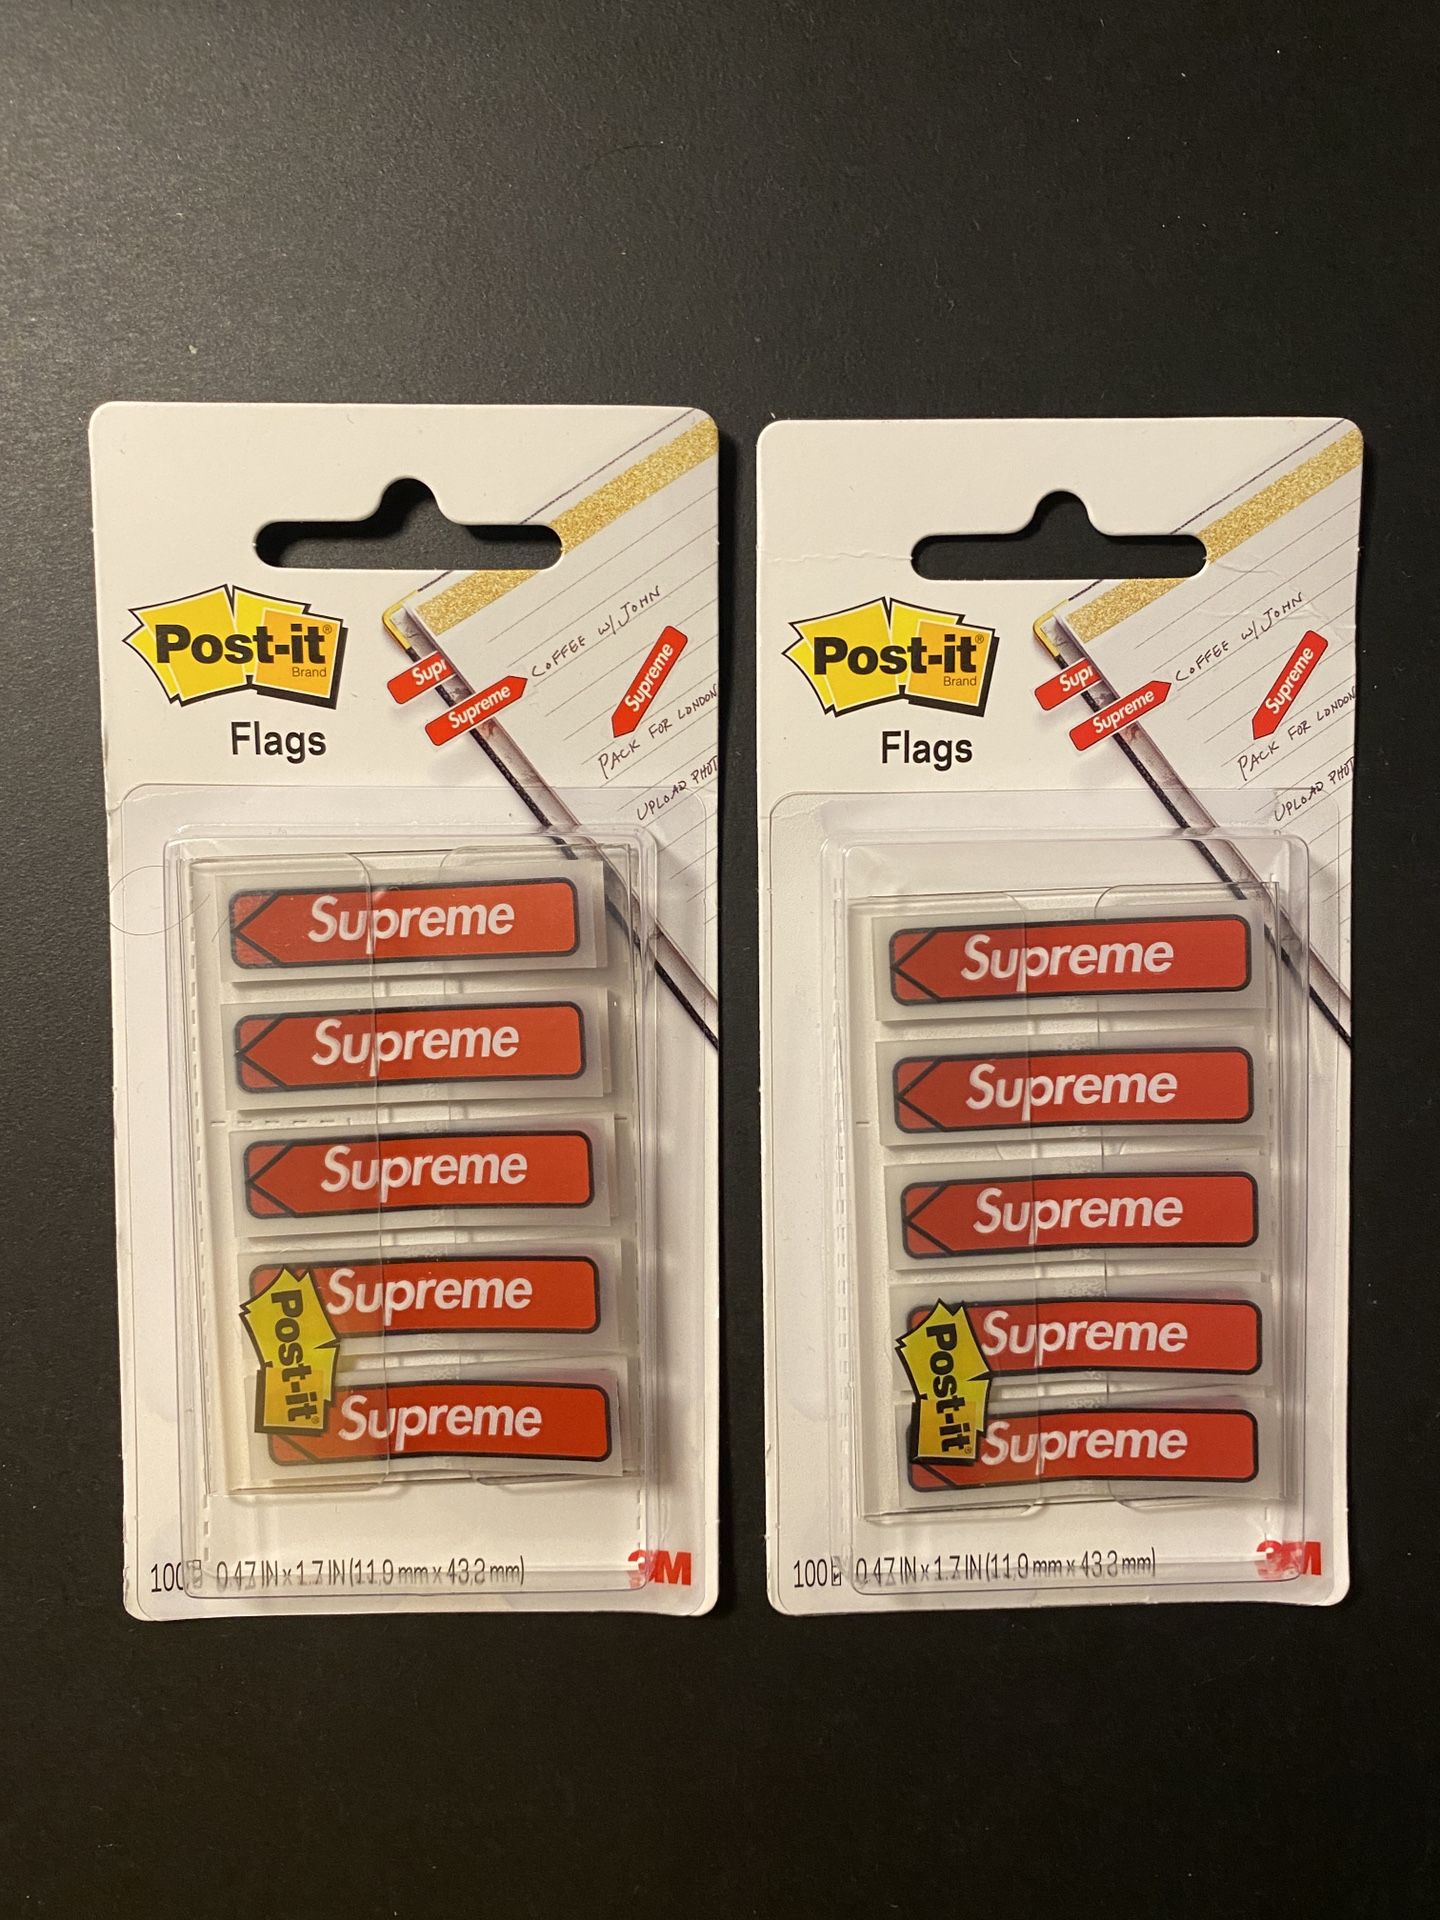 Post-it®
Brand
Flags
Supr
Supreme
Supreme
COFFEE W/ JOHN
PACK FOR LONDON
UPLOAD PHOT
Supreme
Supreme
Supreme
Supreme
Supreme
Post-it®
100 0.47 IN x 1.7 IN (11.9 mm x 43.2 mm)
3M
Post-it®
Brand
Flags
Supr
Supreme
Supreme
COFFEE W/ JOHN
PACK FOR LONDON
UPLOAD PHOT
Supreme
Supreme
Supreme
Supreme
Supreme
Post-it®
100 0.47 IN x 1.7 IN (11.9 mm x 43.2 mm)
3M